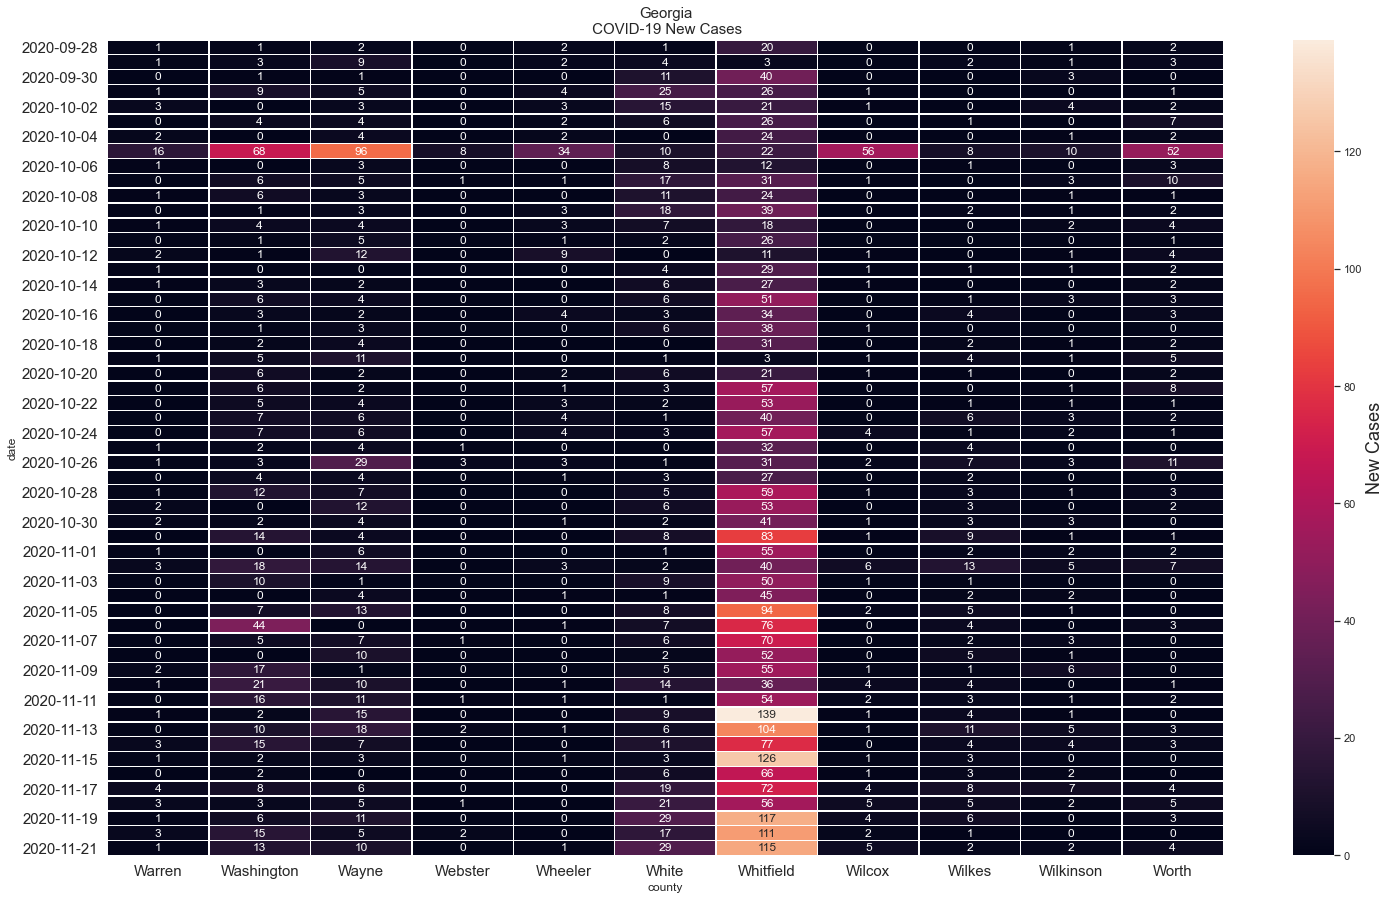 Georgia
COVID-19 New Cases
2020-09-28 1 1 2 0 2 1 20 0 0 1 2
1 3 9 0 2 4 3 0 2 1 3
2020-09-30 0 1 1 0 0 11 40 0 0 3 0
1 9 5 0 4 25 26 1 0 0 1
2020-10-02 3 0 3 0 3 15 21 1 0 4 2
0 4 4 0 2 6 26 0 1 0 7
2020-10-04 2 0 4 0 2 0 24 0 0 1 2
16 68 96 8 34 10 22 56 8 10 52
2020-10-06 1 0 3 0 0 8 12 0 1 0 3
0 6 5 1 1 17 31 1 0 3 10
2020-10-08 1 6 3 0 0 11 24 0 0 1 1
0 1 3 0 3 18 39 0 2 1 2
2020-10-10 1 4 4 0 3 7 18 0 0 2 4
0 1 5 0 1 2 26 0 0 0 1
2020-10-12 2 1 12 0 9 0 11 1 0 1 4
1 0 0 0 0 4 29 1 1 1 2
2020-10-14 1 3 2 0 0 6 27 1 0 0 2
0 6 4 0 0 6 51 0 1 3 3
2020-10-16 0 3 2 0 4 3 34 0 4 0 3
0 1 3 0 0 6 38 1 0 0 0
2020-10-18 0 2 4 0 0 0 31 0 2 1 2
1 5 11 0 0 1 3 1 4 1 5
2020-10-20 0 6 2 0 2 6 21 1 1 0 2
0 6 2 0 1 3 57 0 0 1 8
2020-10-22 0 5 4 0 3 2 53 0 1 1 1
0 7 6 0 4 1 40 0 6 3 2
2020-10-24 0 7 6 0 4 3 57 4 1 2 1
1 2 4 1 0 0 32 0 4 0 0
2020-10-26 1 3 29 3 3 1 31 2 7 3 11
0 4 4 0 1 3 27 0 2 0 0
2020-10-28 1 12 7 0 0 5 59 1 3 1 3
2 0 12 0 0 6 53 0 3 0 2
2020-10-30 2 2 4 0 1 2 41 1 3 3 0
0 14 4 0 0 8 83 1 9 1 1
2020-11-01 1 0 6 0 0 1 55 0 2 2 2
3 18 14 0 3 2 40 6 13 5 7
2020-11-03 0 10 1 0 0 9 50 1 1 0 0
0 0 4 0 1 1 45 0 2 2 0
2020-11-05 0 7 13 0 0 8 94 2 5 1 0
0 44 0 0 1 7 76 0 4 0 3
2020-11-07 0 5 7 1 0 6 70 0 2 3 0
0 0 10 0 0 2 52 0 5 1 0
2020-11-09 2 17 1 0 0 5 55 1 1 6 0
1 21 10 0 1 14 36 4 4 0 1
2020-11-11 0 16 11 1 1 1 54 2 3 1 2
1 2 15 0 0 9 139 1 4 1 0
2020-11-13 0 10 18 2 1 6 104 1 11 5 3
3 15 7 0 0 11 77 0 4 4 3
2020-11-15 1 2 3 0 1 3 126 1 3 0 0
0 2 0 0 0 6 66 1 3 2 0
2020-11-17 4 8 6 0 0 19 72 4 8 7 4
3 3 5 1 0 21 56 5 5 2 5
2020-11-19 1 6 11 0 0 29 117 4 6 0 3
3 15 5 2 0 17 111 2 1 0 0
2020-11-21 1 13 10 0 1 29 115 5 2 2 4
Warren Washington Wayne Webster Wheeler White Whitfield Wilcox Wilkes Wilkinson Worth
county
date
120
100
80
60
40
20
0
New Cases